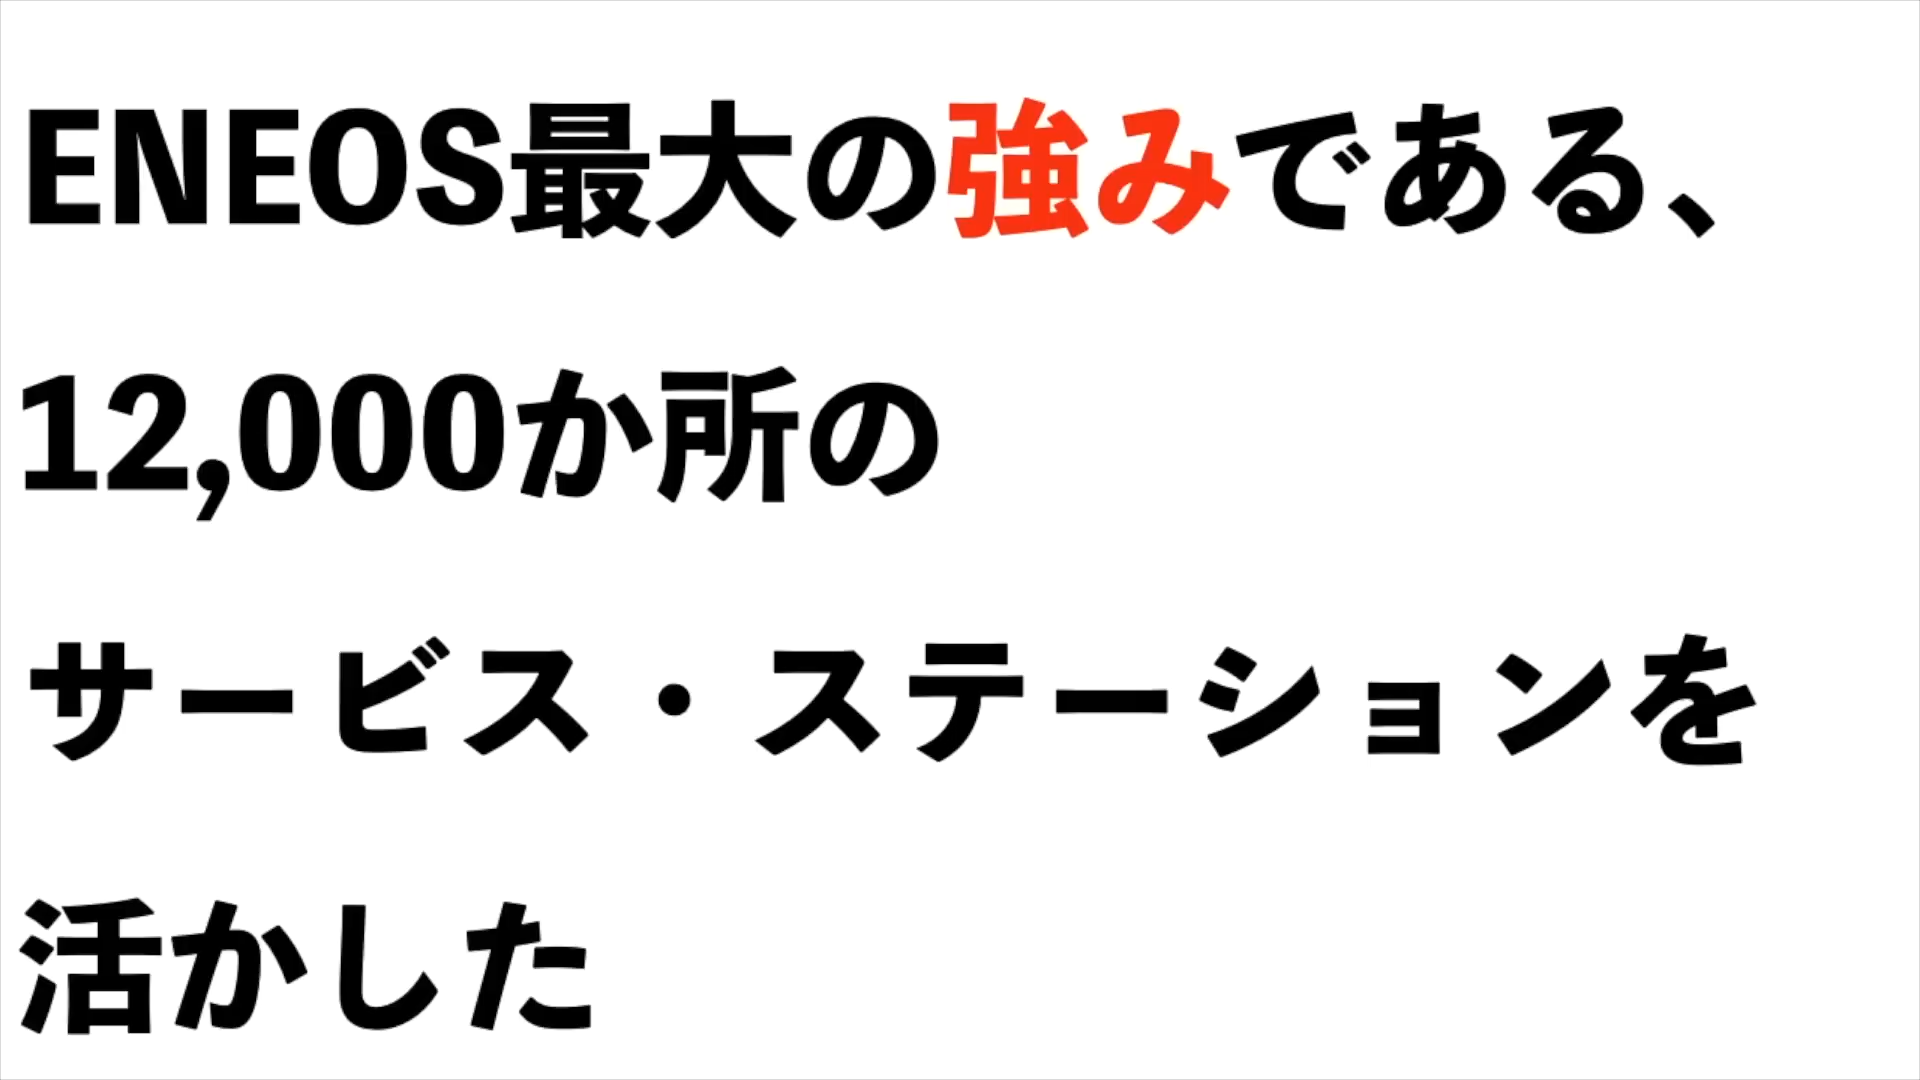 ENEOS最大の強みである、
12,000か所の
サービス・ステーションを
活かした